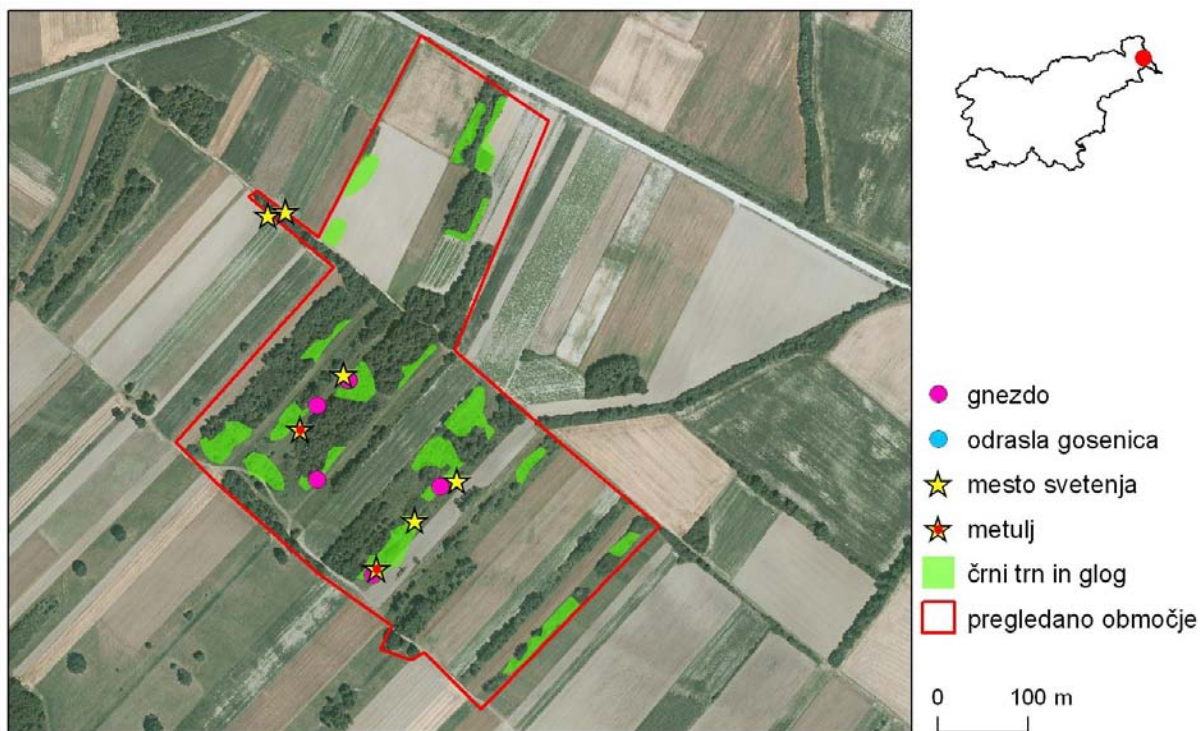 gnezdo
odrasla gosenica
mesto svetenja
metulj
črni trn in glog
pregledano območje
0 100 m